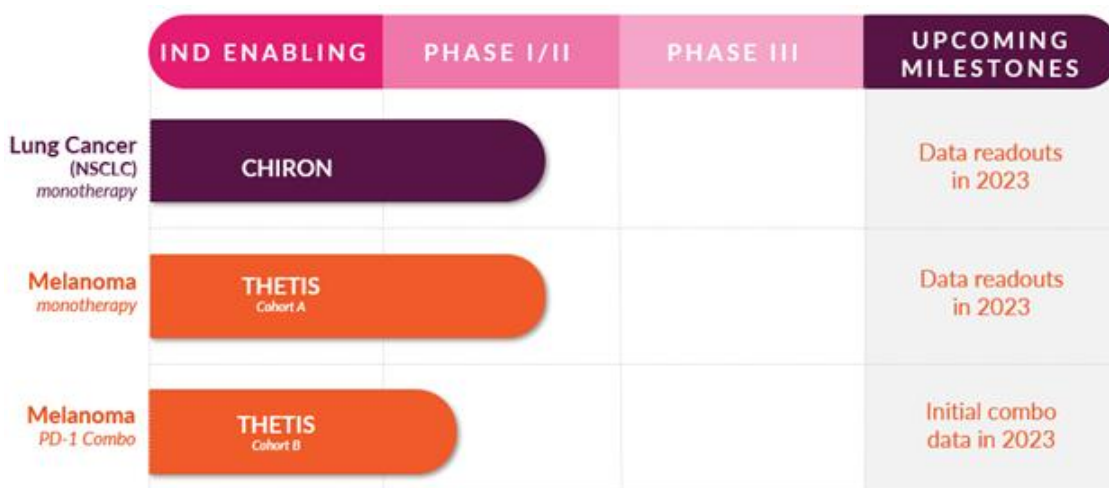 IND ENABLING
PHASE I/II
PHASE III
UPCOMING
MILESTONES
Lung Cancer
(NSCLC)
monotherapy
CHIRON
Data readouts
in 2023
Melanoma
monotherapy
THETIS
Cohort A
Data readouts
in 2023
Melanoma
PD-1 Combo
THETIS
Cohort B
Initial combo
data in 2023